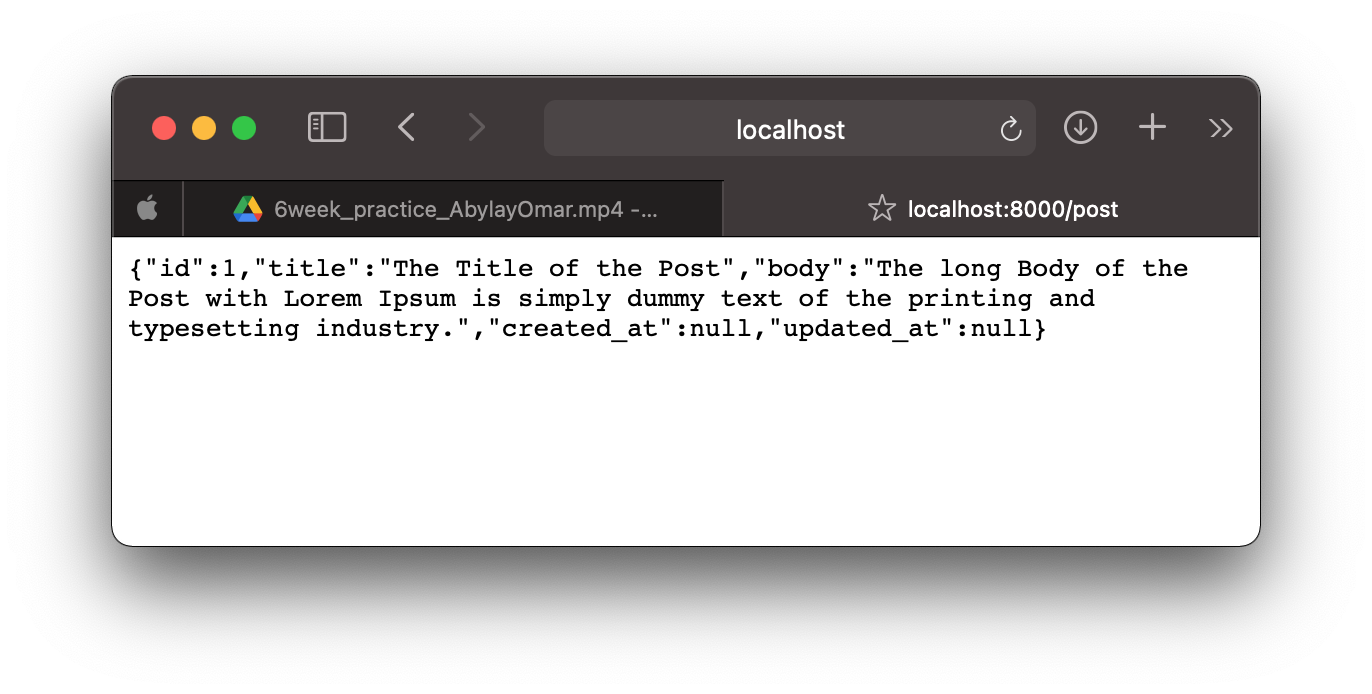 localhost
6week_practice_AbylayOmar.mp4 -...
localhost:8000/post
{"id":1,"title":"The Title of the Post","body":"The long Body of the
Post with Lorem Ipsum is simply dummy text of the printing and
typesetting industry.","created_at":null,"updated_at":null}